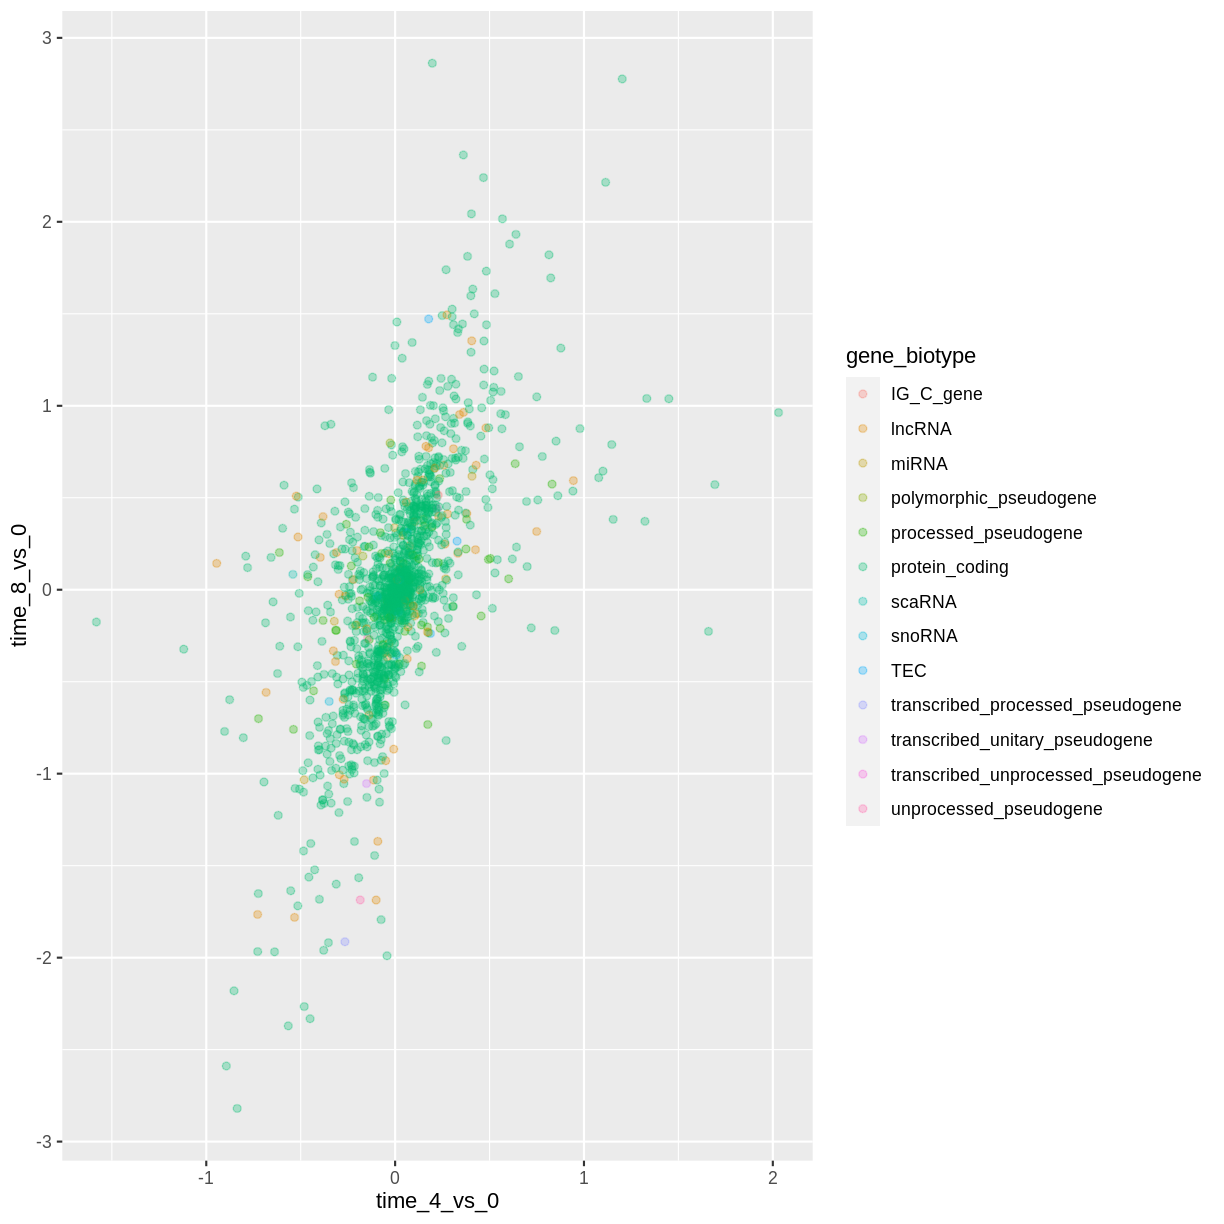 3
2
1
0
-1
-2
-3
time_8_vs_0
-1
0
1
2
time_4_vs_0
gene_biotype
IG_C_gene
lncRNA
miRNA
polymorphic_pseudogene
processed_pseudogene
protein_coding
scaRNA
snoRNA
TEC
transcribed_processed_pseudogene
transcribed_unitary_pseudogene
transcribed_unprocessed_pseudogene
unprocessed_pseudogene